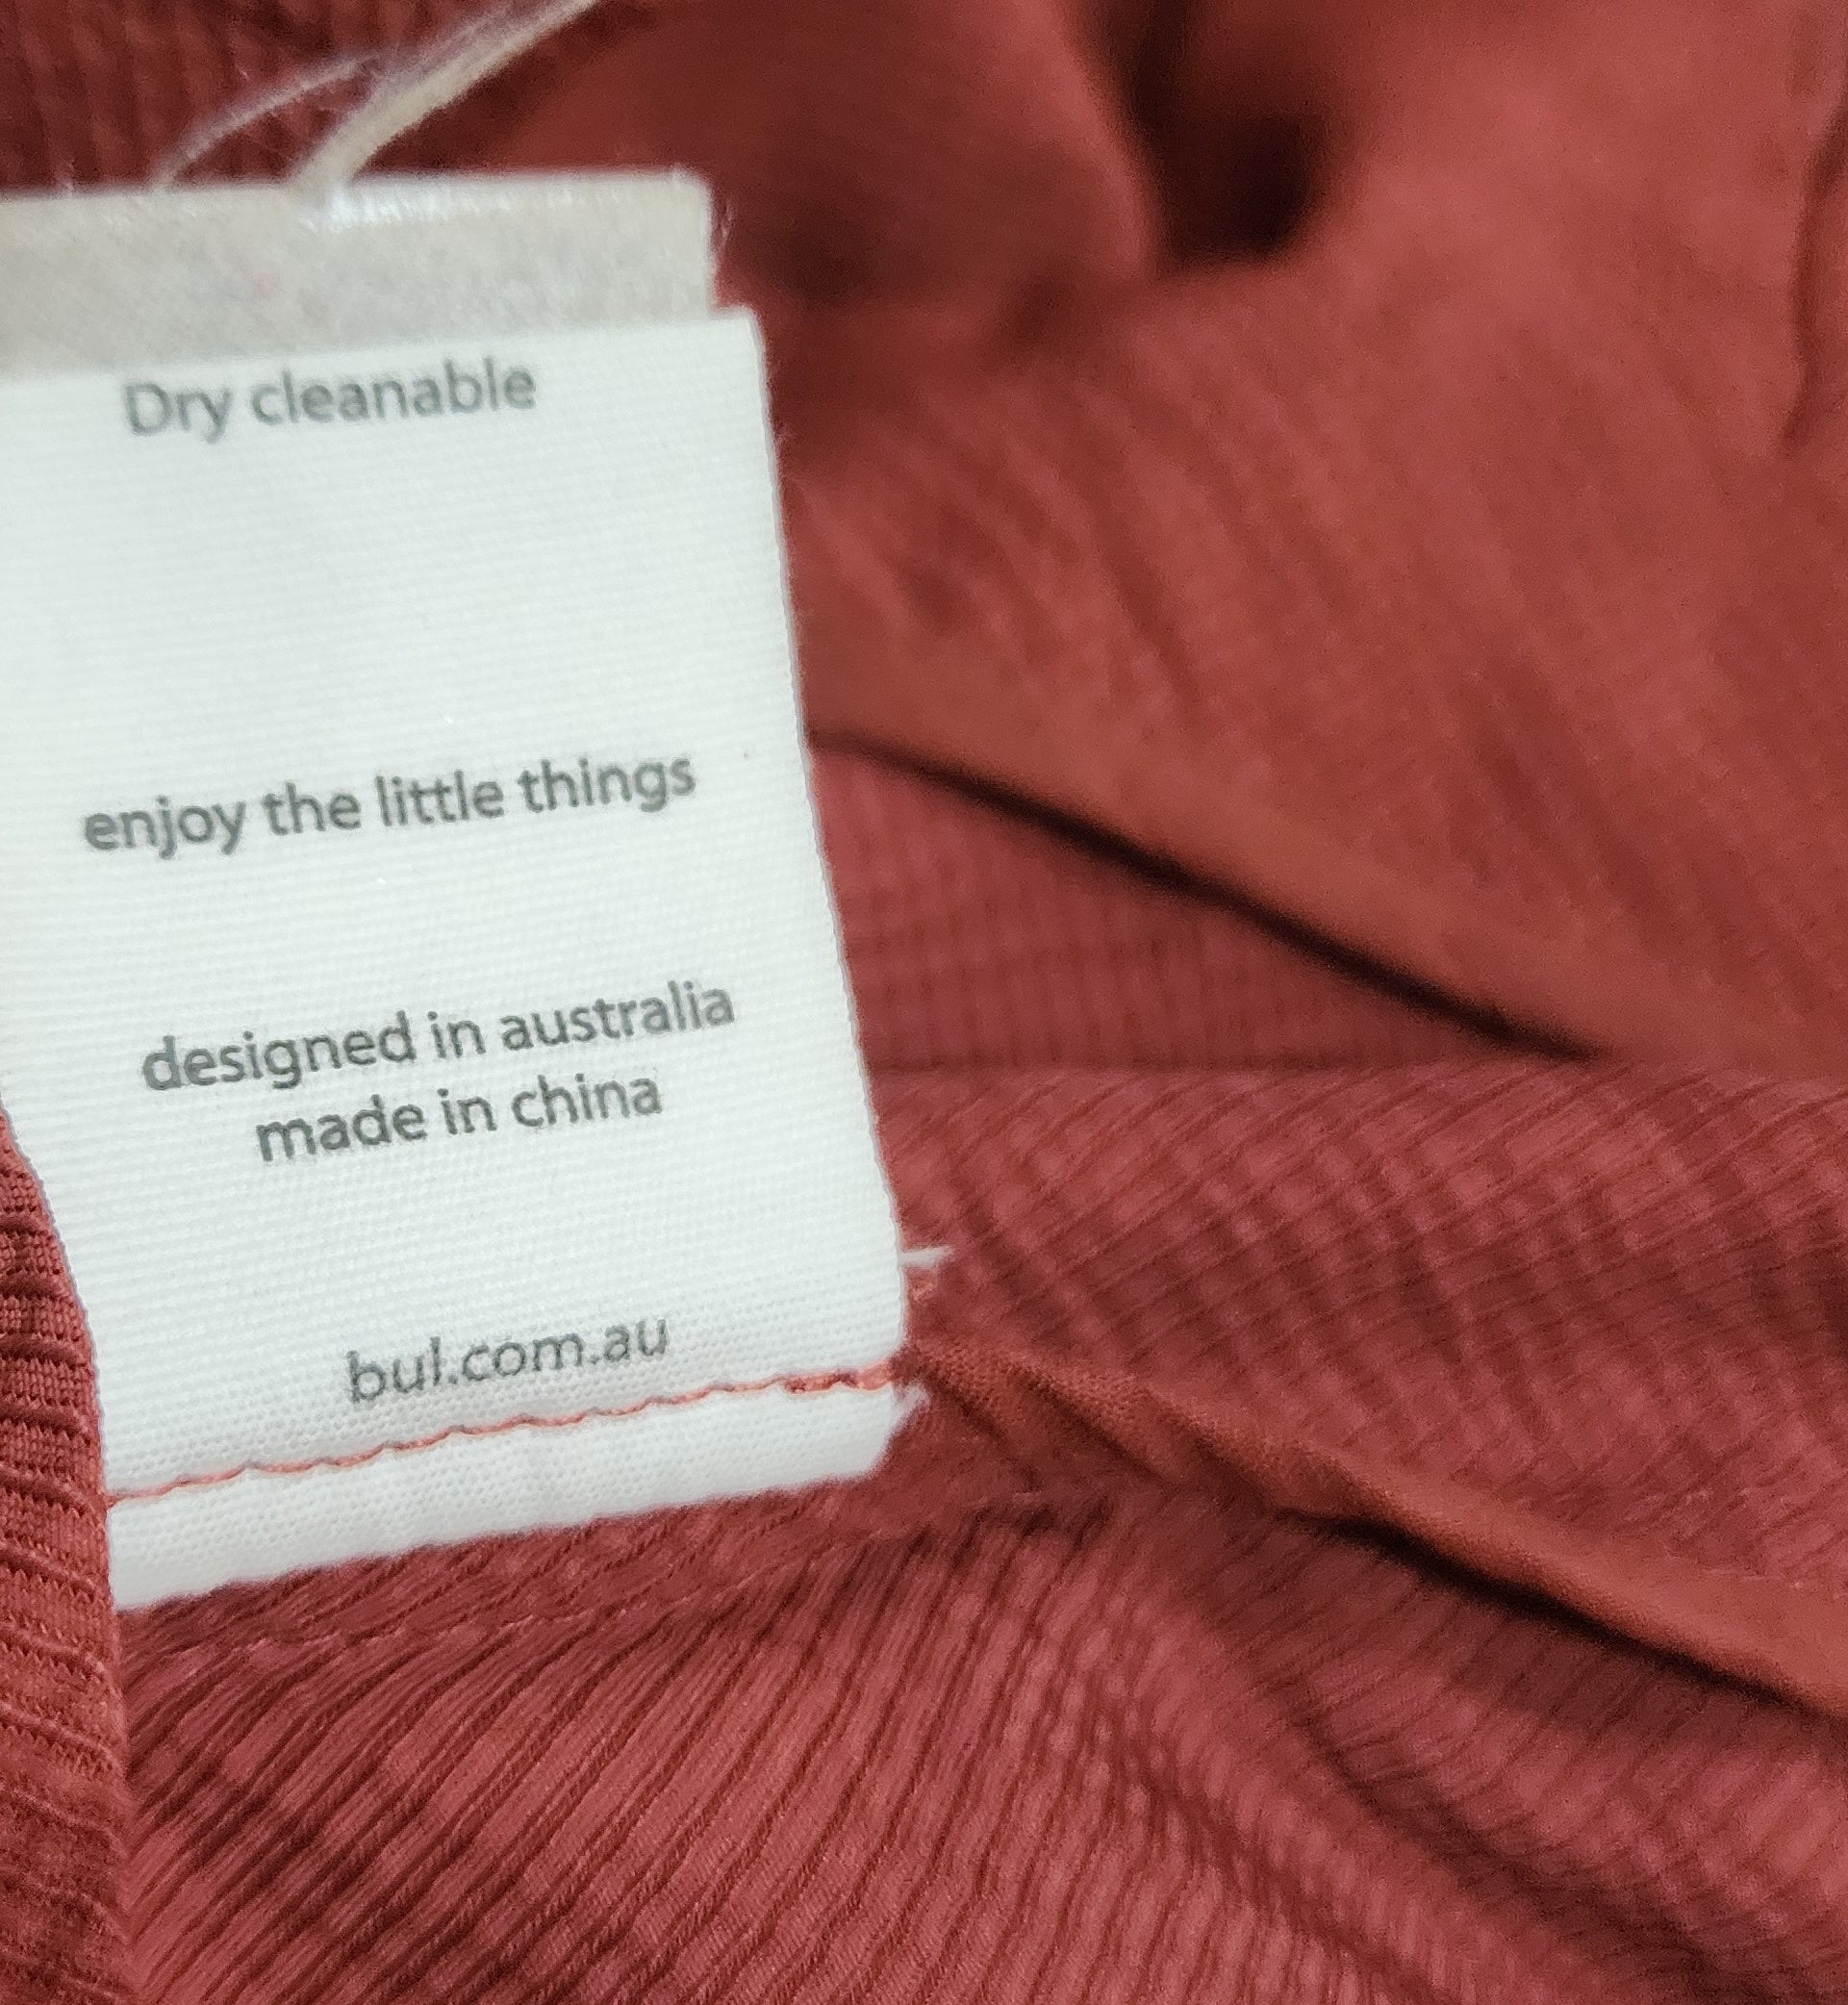 Dry cleanable
enjoy the little things
designed in australia
made in china
bul.com.au